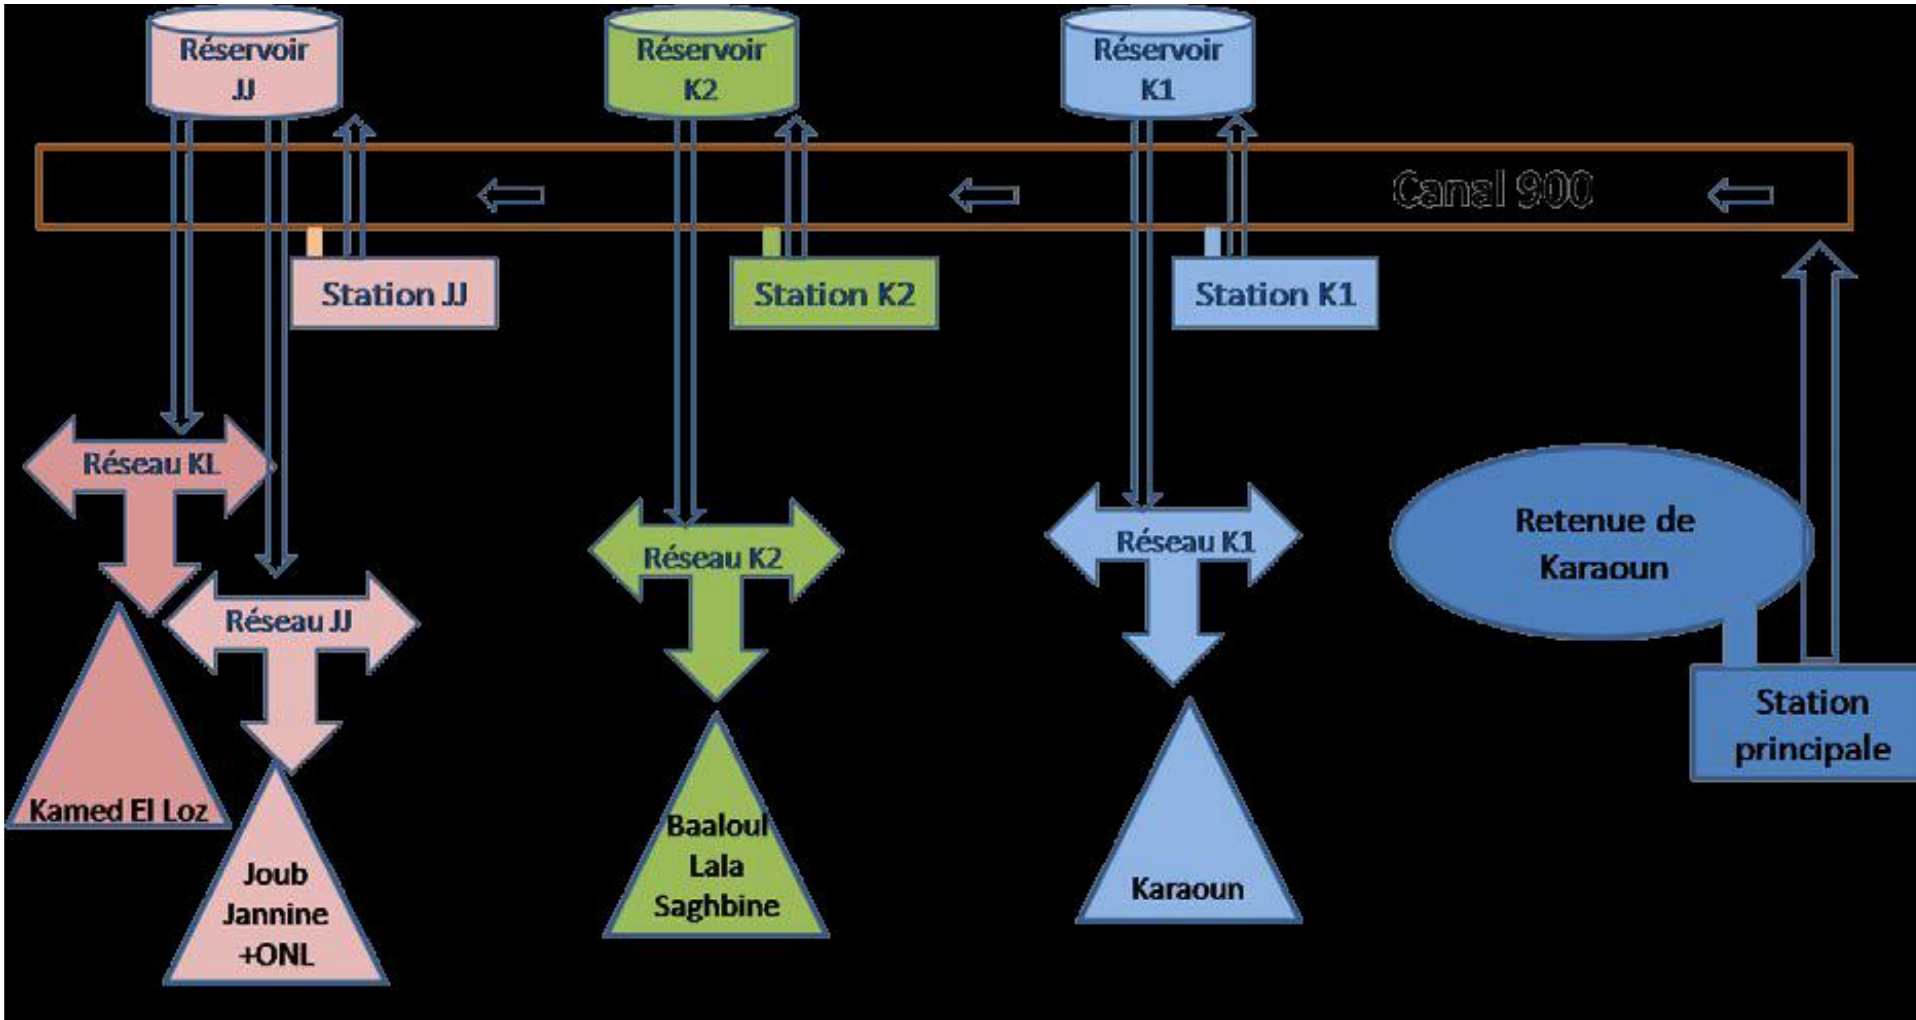 Réservoir
JJ
Réservoir
K2
Réservoir
K1
Canal 900
Station JJ
Station K2
Station K1
Réseau KL
Réseau JJ
Réseau K2
Réseau K1
Retenue de
Karaoun
Station
principale
Kamed El Loz
Joub
Jannine
+ONL
Baaloul
Lala
Saghbine
Karaoun